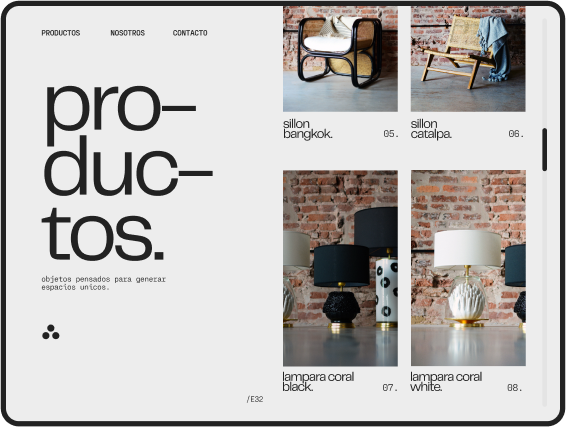 PRODUCTOS NOSOTROS CONTACTO
pro–
duc–
tos.
objetos pensados para generar
espacios unicos.
/E32
sillon
bangkok. 05.
sillon
catalpa. 06.
lampara coral
black. 07.
lampara coral
white. 08.